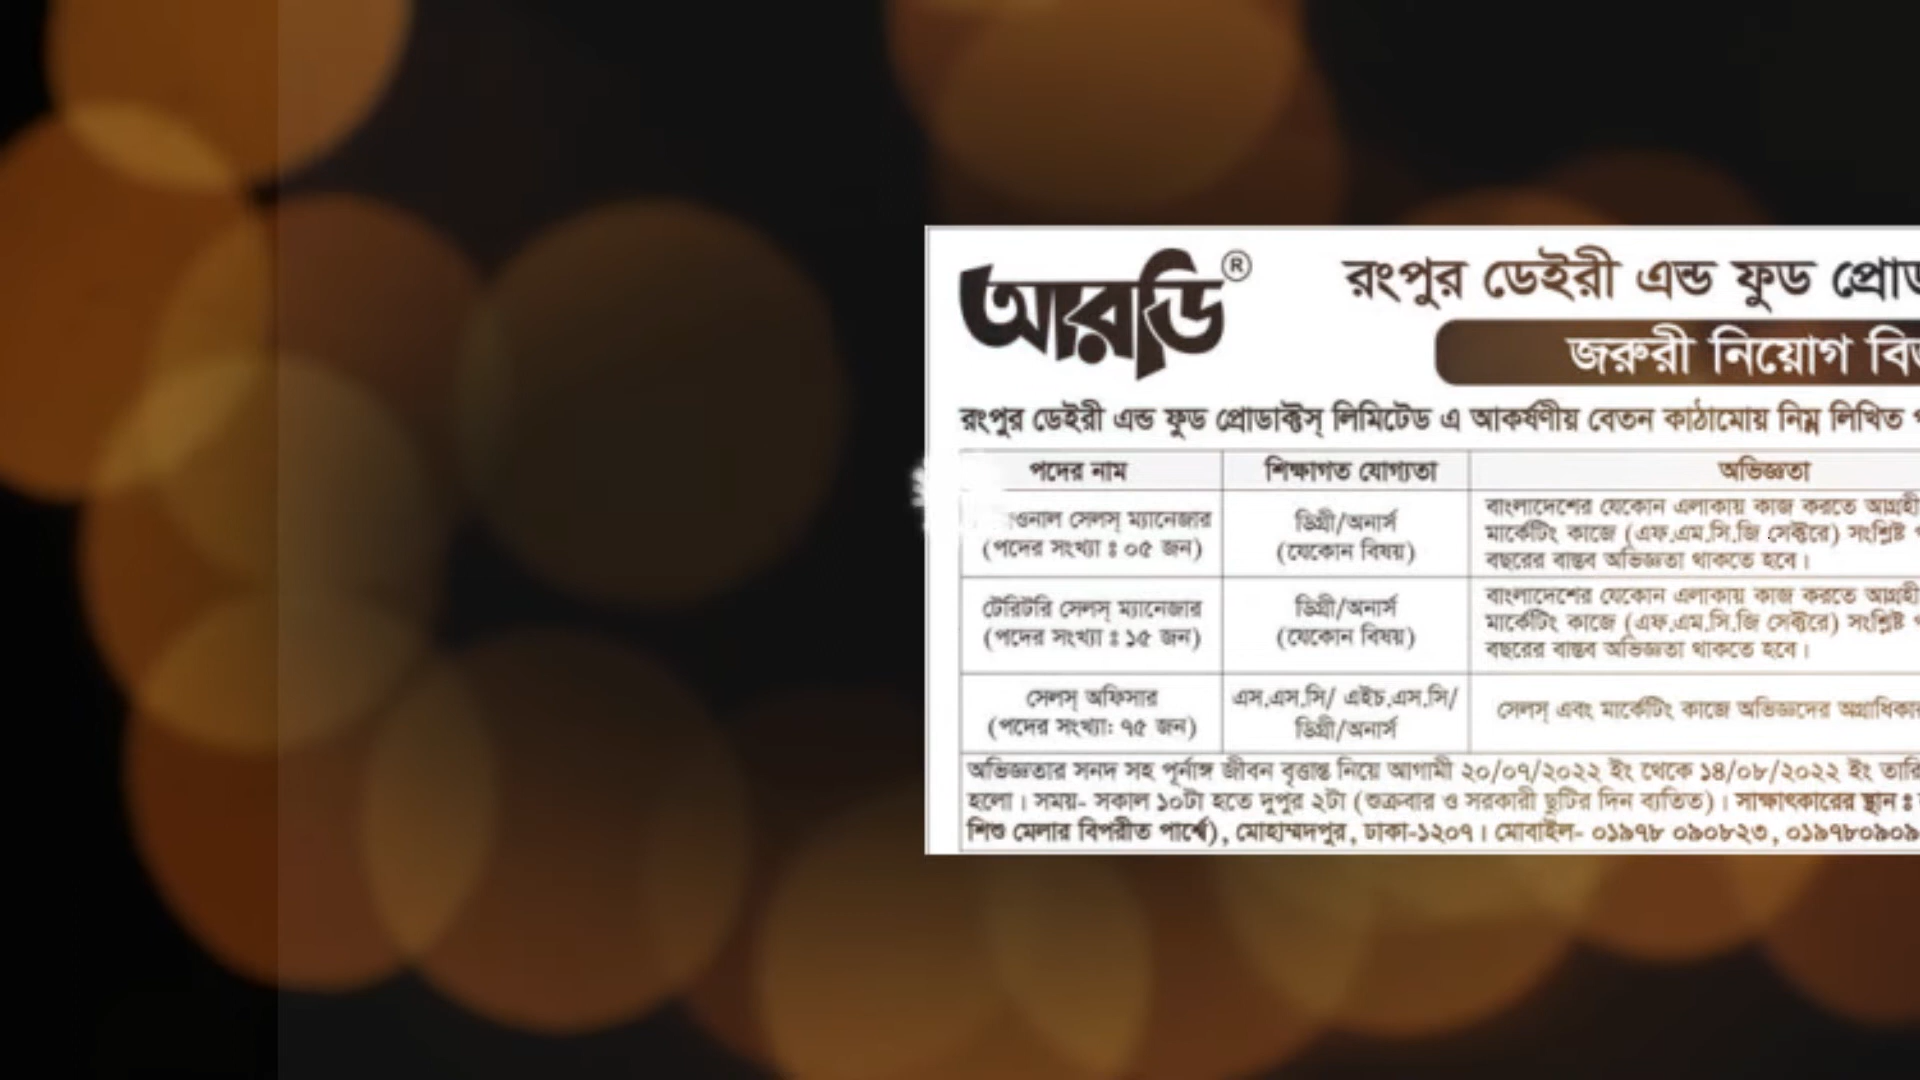 আরডি®
রংপুর ডেইরী এন্ড ফুড
জরুরী নিয়োগ
রংপুর ডেইরী এন্ড ফুড প্রোডাক্টস্ লিমিটেড এ আকর্ষণীয় বেতন কাঠামোয় নিম্ন লিখিত
পদের নাম শিক্ষাগত যোগ্যতা অভিজ্ঞতা
সেলস্ ম্যানেজার
(পদের সংখ্যা ঃ ০৫ জন)
ডিগ্রী/অনার্স
(যেকোন বিষয়)
বাংলাদেশের যেকোন এলাকায় কাজ করতে আগ্রহী
মার্কেটিং কাজে (এফ.এম.সি.জি সেক্টরে) সংশ্লিষ্ট
বছরের বাস্তব অভিজ্ঞতা থাকতে হবে।
টেরিটরি সেলস্ ম্যানেজার
(পদের সংখ্যা ঃ ১৫ জন)
ডিগ্রী/অনার্স
(যেকোন বিষয়)
বাংলাদেশের যেকোন এলাকায় কাজ করতে আগ্রহী
মার্কেটিং কাজে (এফ.এম.সি.জি সেক্টরে) সংশ্লিষ্ট
বছরের বাস্তব অভিজ্ঞতা থাকতে হবে।
সেলস্ অফিসার
(পদের সংখ্যা: ৭৫ জন)
এস.এস.সি/ এইচ.এস.সি/
ডিগ্রী/অনার্স
সেলস্ এবং মার্কেটিং কাজে অভিজ্ঞদের
অভিজ্ঞতার সনদ সহ পূর্নাঙ্গ জীবন বৃত্তান্ত নিয়ে আগামী ২০/০৭/২০২২ ইং থেকে ১৪/০৮/২০২২ ইং
হলো। সময়- সকাল ১০টা হতে দুপুর ২টা (শুক্রবার ও সরকারী ছুটির দিন ব্যতিত)। সাক্ষাৎকারের স্থান ঃ
শিশু মেলার বিপরীত পার্শ্বে), মোহাম্মদপুর, ঢাকা-১২০৭। মোবাইল- ০১৯৭৮ ০৯০৮২৩,